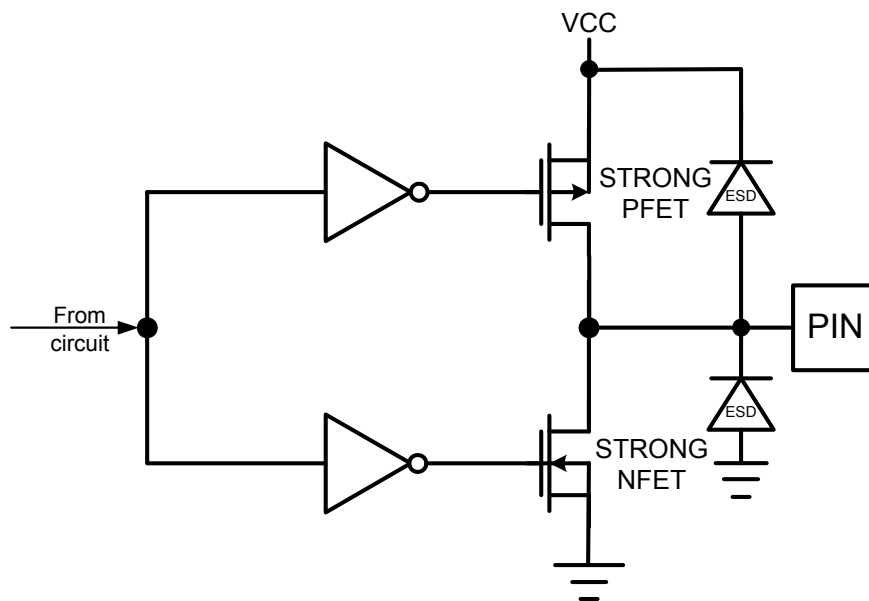 VCC
STRONG
PFET
ESD
From
circuit
PIN
ESD
STRONG
NFET